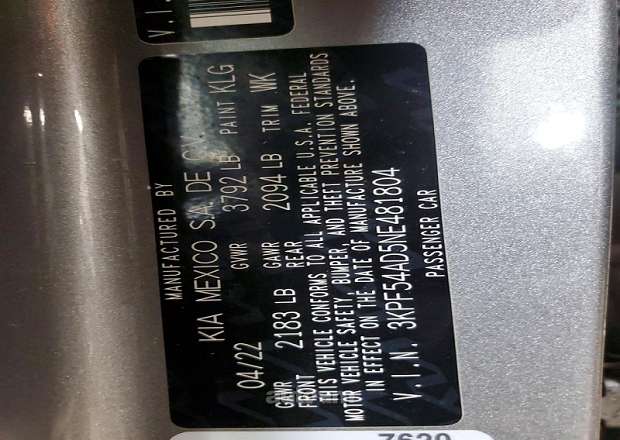 V.I.N.
MANUFACTURED BY
KIA MEXICO S.A. DE C.V.
04/22 GVWR 3792 LB PAINT KLG
GAWR FRONT 2183 LB GAWR REAR 2094 LB TRIM WK
THIS VEHICLE CONFORMS TO ALL APPLICABLE U.S.A. FEDERAL
MOTOR VEHICLE SAFETY, BUMPER, AND THEFT PREVENTION STANDARDS
IN EFFECT ON THE DATE OF MANUFACTURE SHOWN ABOVE.
V.I.N. 3KPF54AD5NE481804
PASSENGER CAR